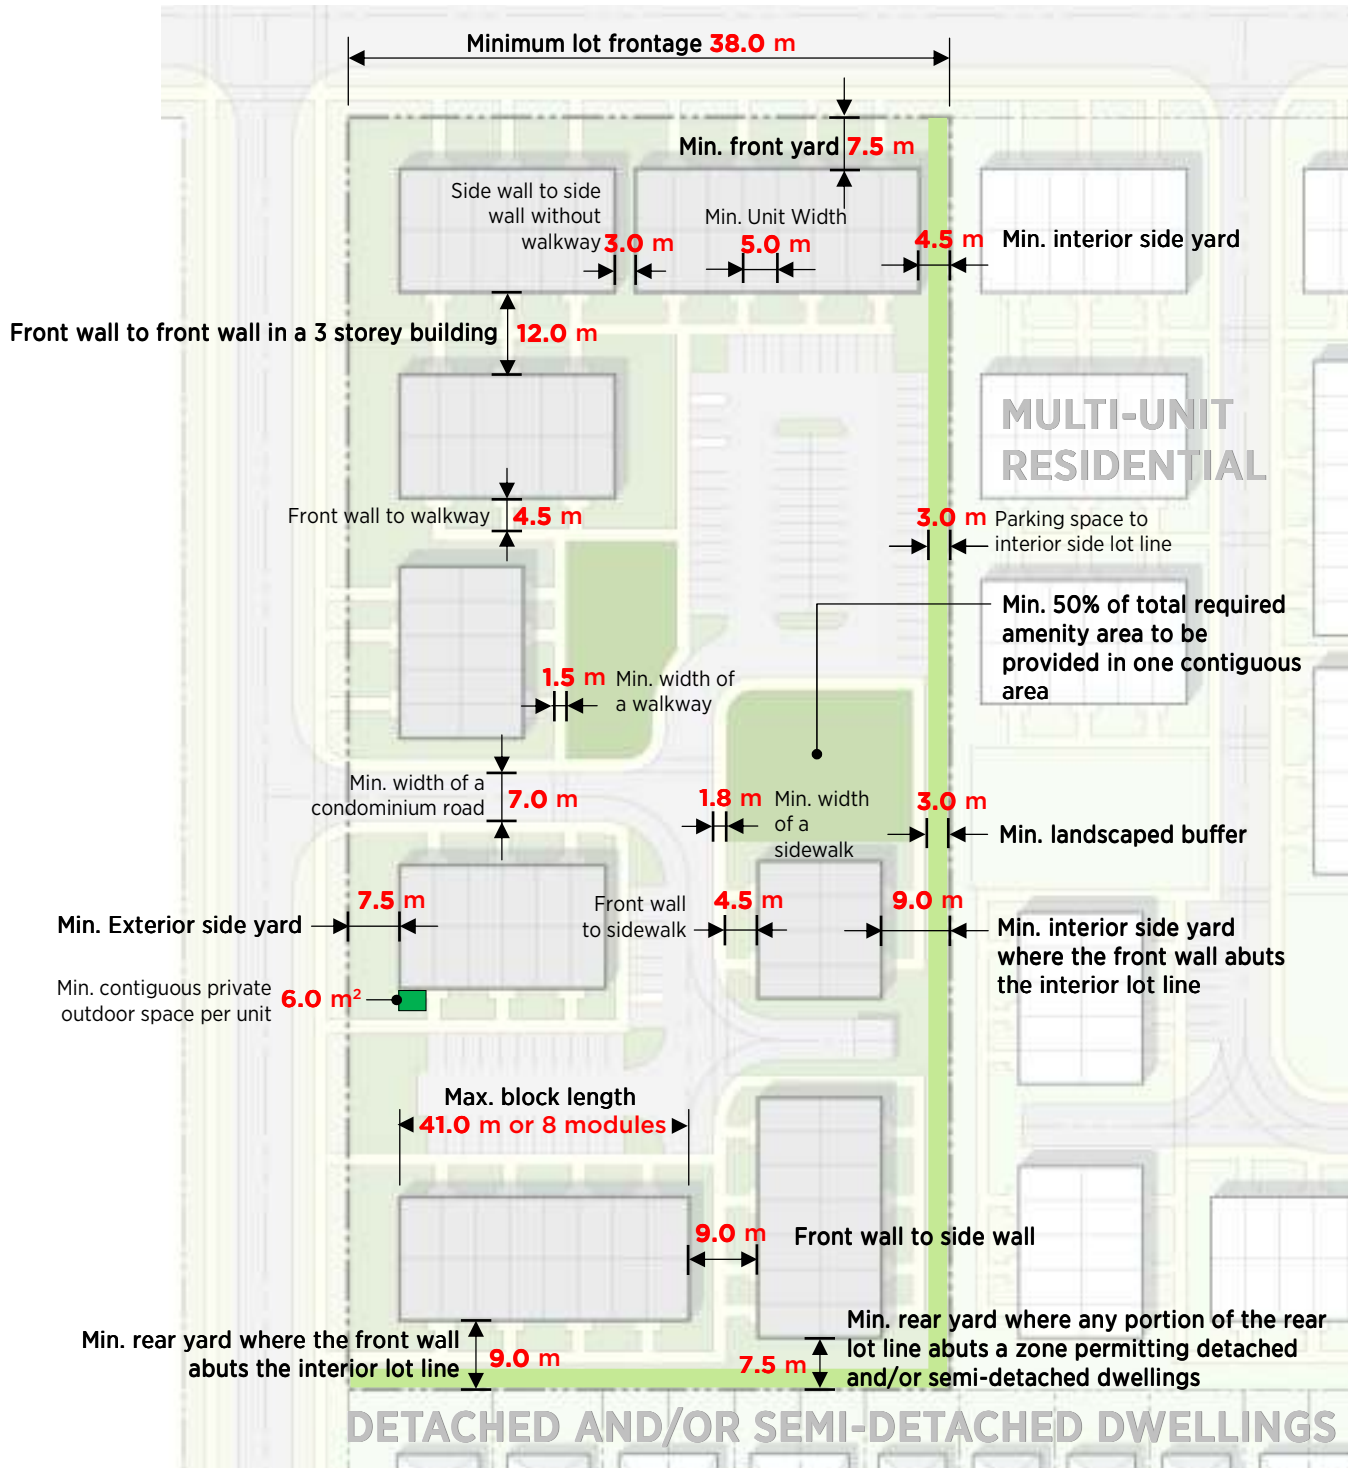 Minimum lot frontage 38.0 m
Min. front yard 7.5 m
Side wall to side
wall without
walkway 3.0 m
Min. Unit Width
5.0 m
4.5 m Min. interior side yard
Front wall to front wall in a 3 storey building 12.0 m
MULTI-UNIT
RESIDENTIAL
Front wall to walkway 4.5 m
3.0 m Parking space to
interior side lot line
Min. 50% of total required
amenity area to be
provided in one contiguous
area
1.5 m Min. width of
a walkway
Min. width of a
condominium road 7.0 m
1.8 m Min. width
of a
sidewalk
3.0 m
Min. landscaped buffer
7.5 m
Min. Exterior side yard
Front wall
to sidewalk
4.5 m
9.0 m
Min. interior side yard
where the front wall abuts
the interior lot line
Min. contiguous private
outdoor space per unit
6.0 m²
Max. block length
41.0 m or 8 modules
9.0 m Front wall to side wall
Min. rear yard where the front wall
abuts the interior lot line
9.0 m
7.5 m
Min. rear yard where any portion of the rear
lot line abuts a zone permitting detached
and/or semi-detached dwellings
DETACHED AND/OR SEMI-DETACHED DWELLINGS